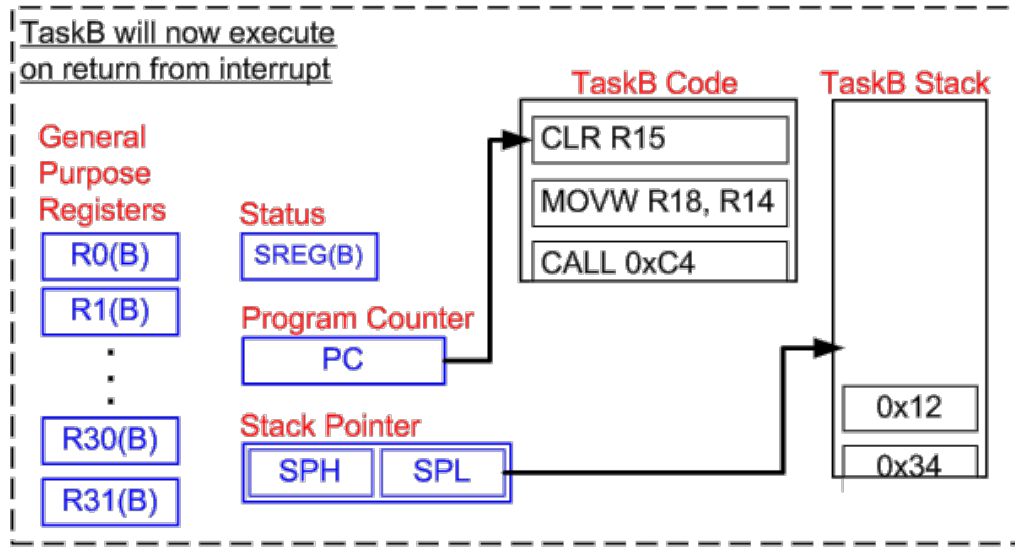 TaskB will now execute
on return from interrupt
General
Purpose
Registers
R0(B)
R1(B)
R30(B)
R31(B)
Status
SREG(B)
Program Counter
PC
Stack Pointer
SPH
SPL
TaskB Code
CLR R15
MOVW R18, R14
CALL 0xC4
TaskB Stack
0x12
0x34